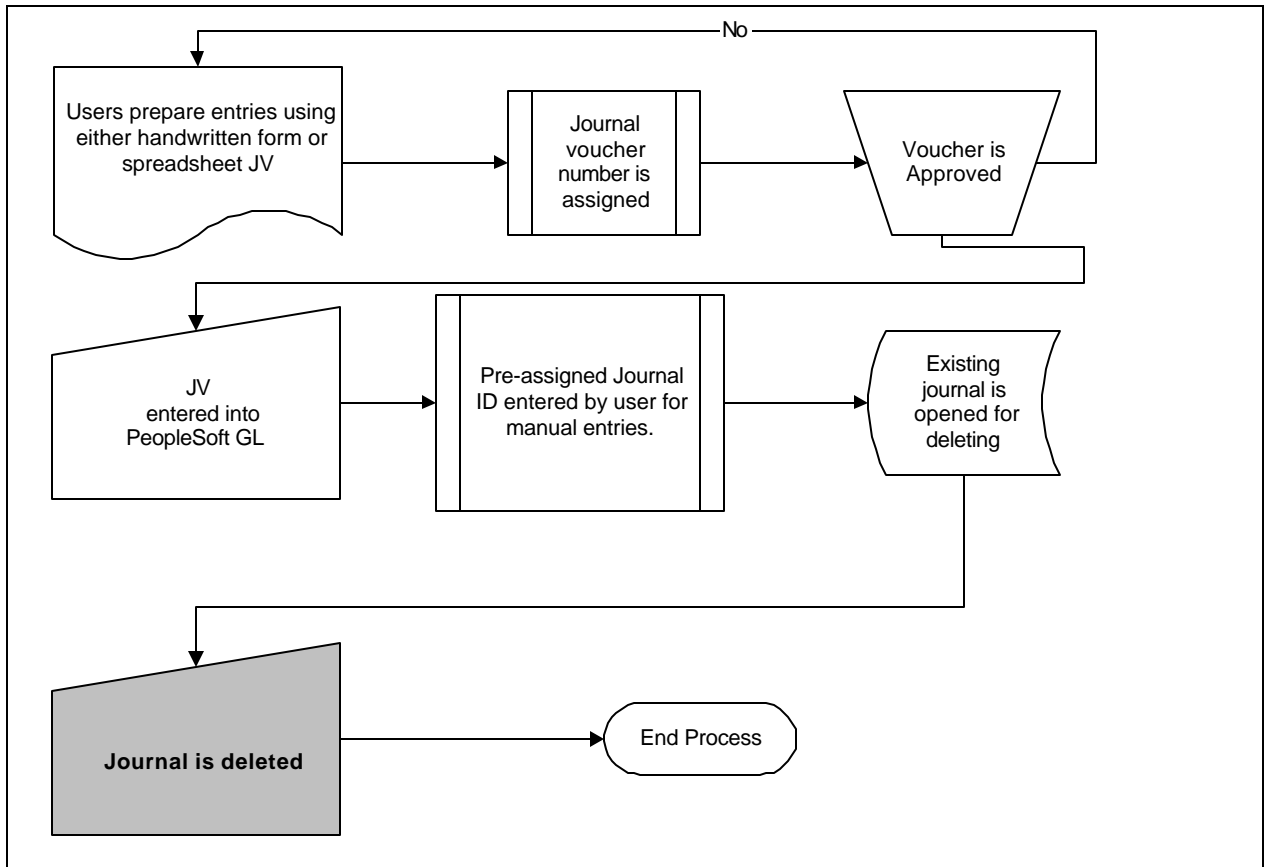 No
Users prepare entries using
either handwritten form or
spreadsheet JV
Journal
voucher
number is
assigned
Voucher is
Approved
JV
entered into
PeopleSoft GL
Pre-assigned Journal
ID entered by user for
manual entries.
Existing
journal is
opened for
deleting
Journal is deleted
End Process